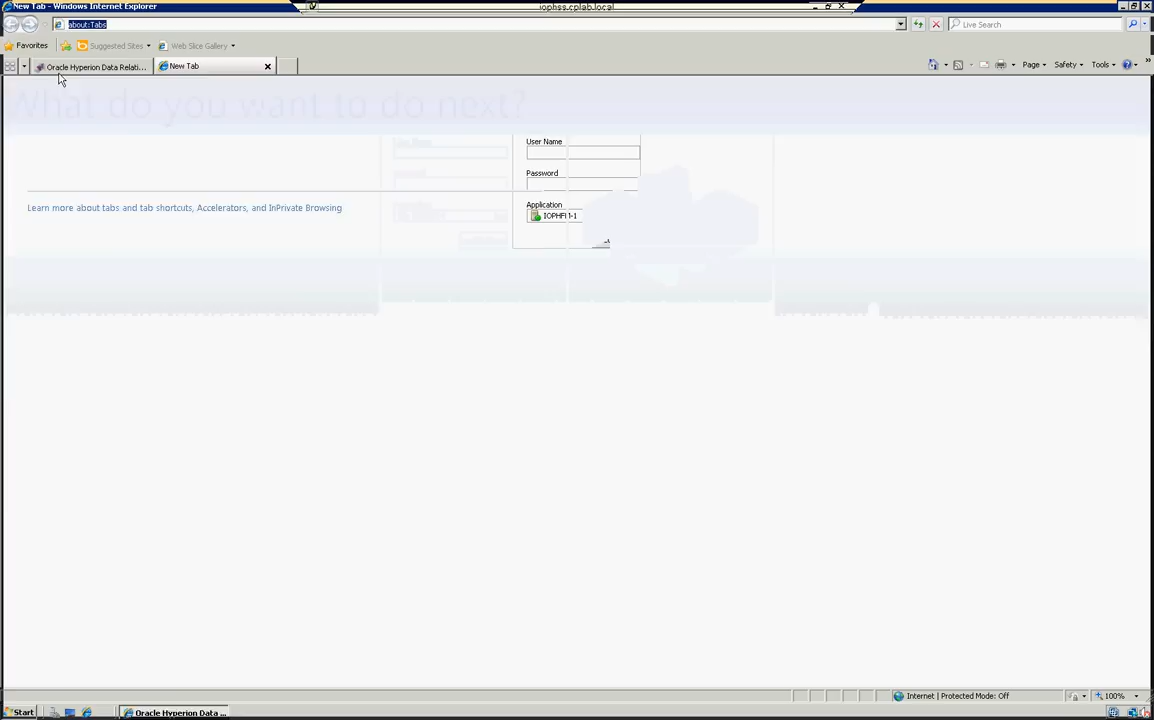 New Tab - Windows Internet Explorer
iophss.cplab.local
about:Tabs
Live Search
Favorites
Suggested Sites
Web Slice Gallery
Oracle Hyperion Data Relati...
New Tab
Page
Safety
Tools
What do you want to do next?
User Name
Password
Application
Learn more about tabs and tab shortcuts, Accelerators, and InPrivate Browsing
Internet | Protected Mode: Off
100%
Start
Oracle Hyperion Data ...